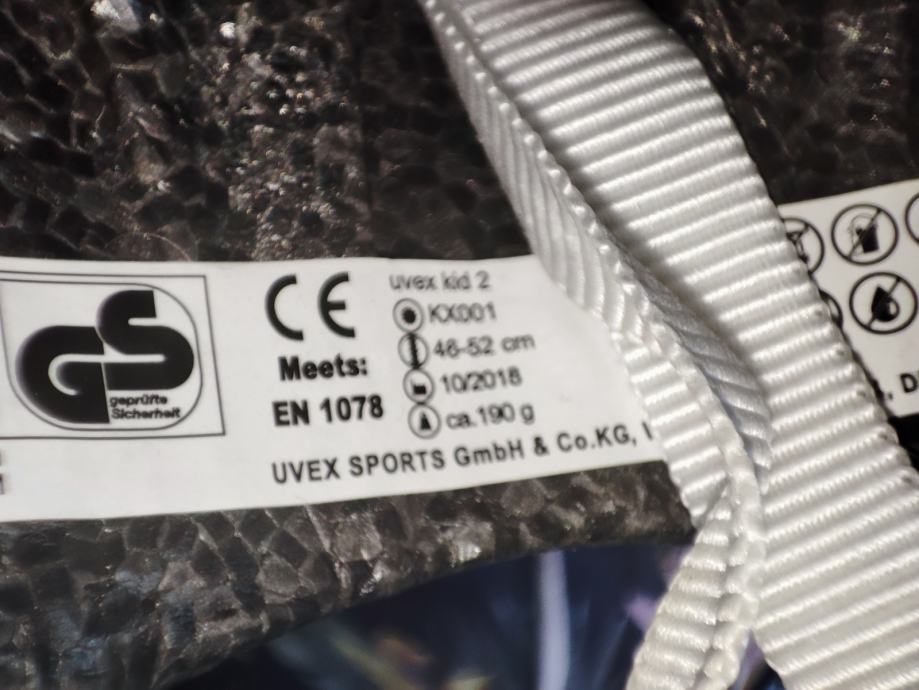 GS
geprüfte
Sicherheit
CE
Meets:
EN 1078
uvex kid 2
KX001
46-52 cm
10/2018
ca.190 g
UVEX SPORTS GmbH & Co.KG,